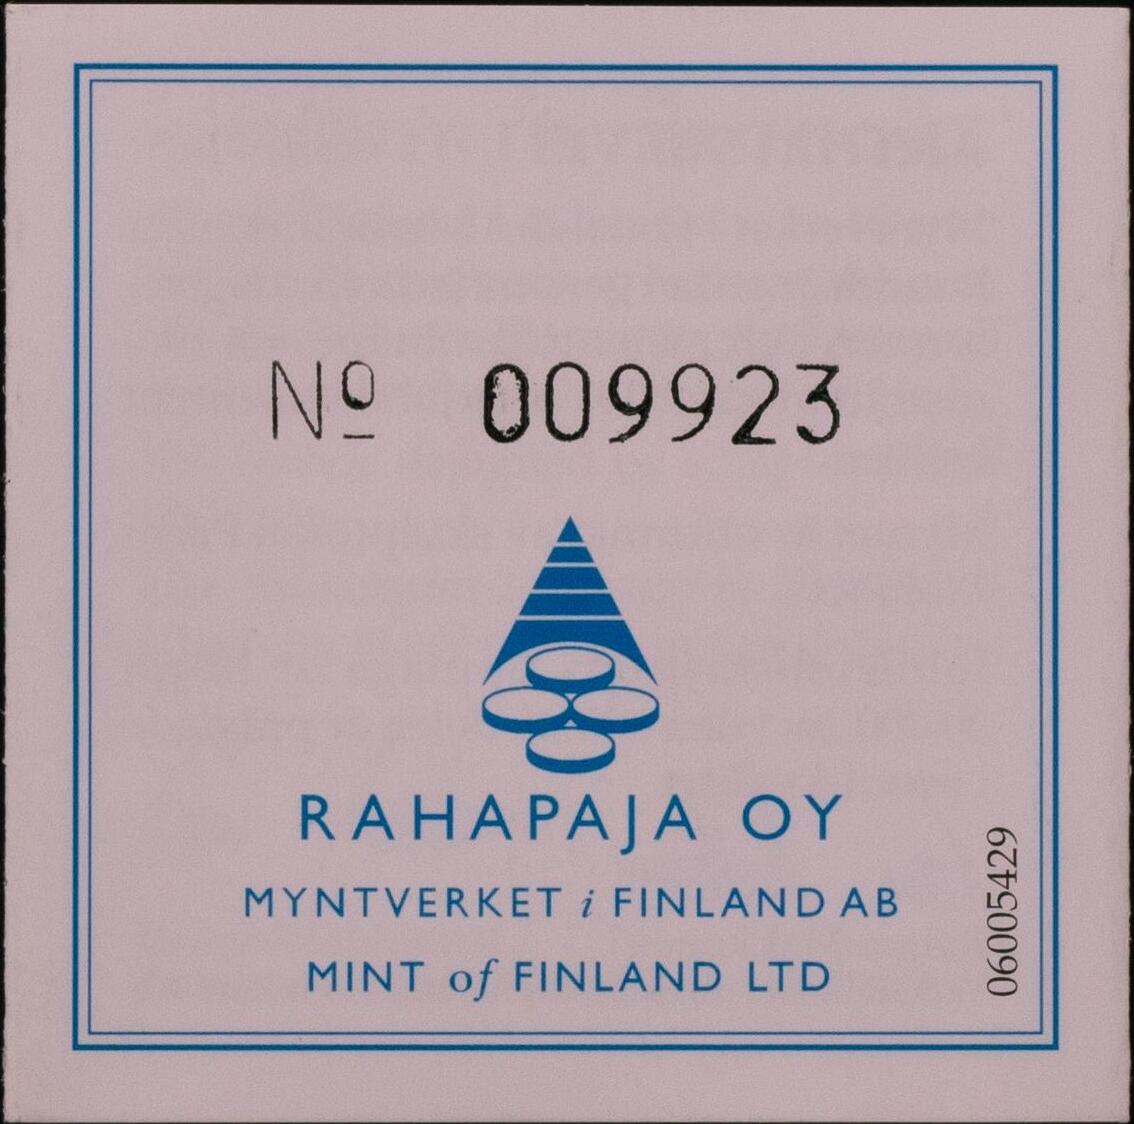 Nº 009923
RAHAPAJA OY
MYNTVERKET i FINLAND AB
MINT of FINLAND LTD
06005429